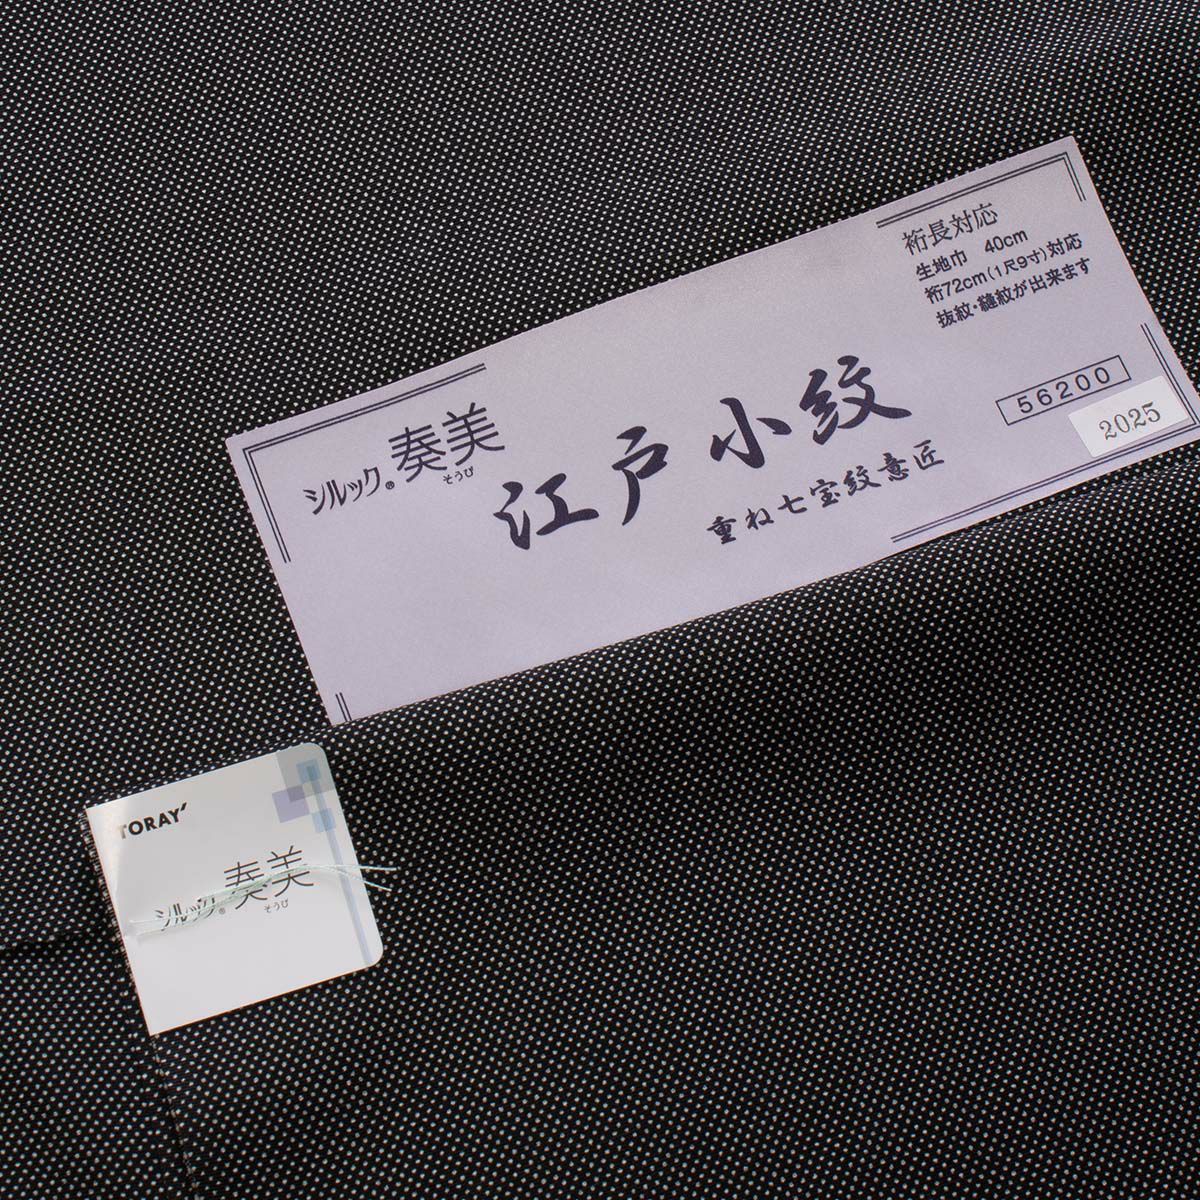 裄長対応
生地巾 40cm
裄72cm(1尺9寸)対応
抜紋・縫紋が出来ます
シルック® 奏美
そうび
江戸小紋
重ね七宝紋意匠
56200
2025
TORAY
シルック® 奏美
そうび